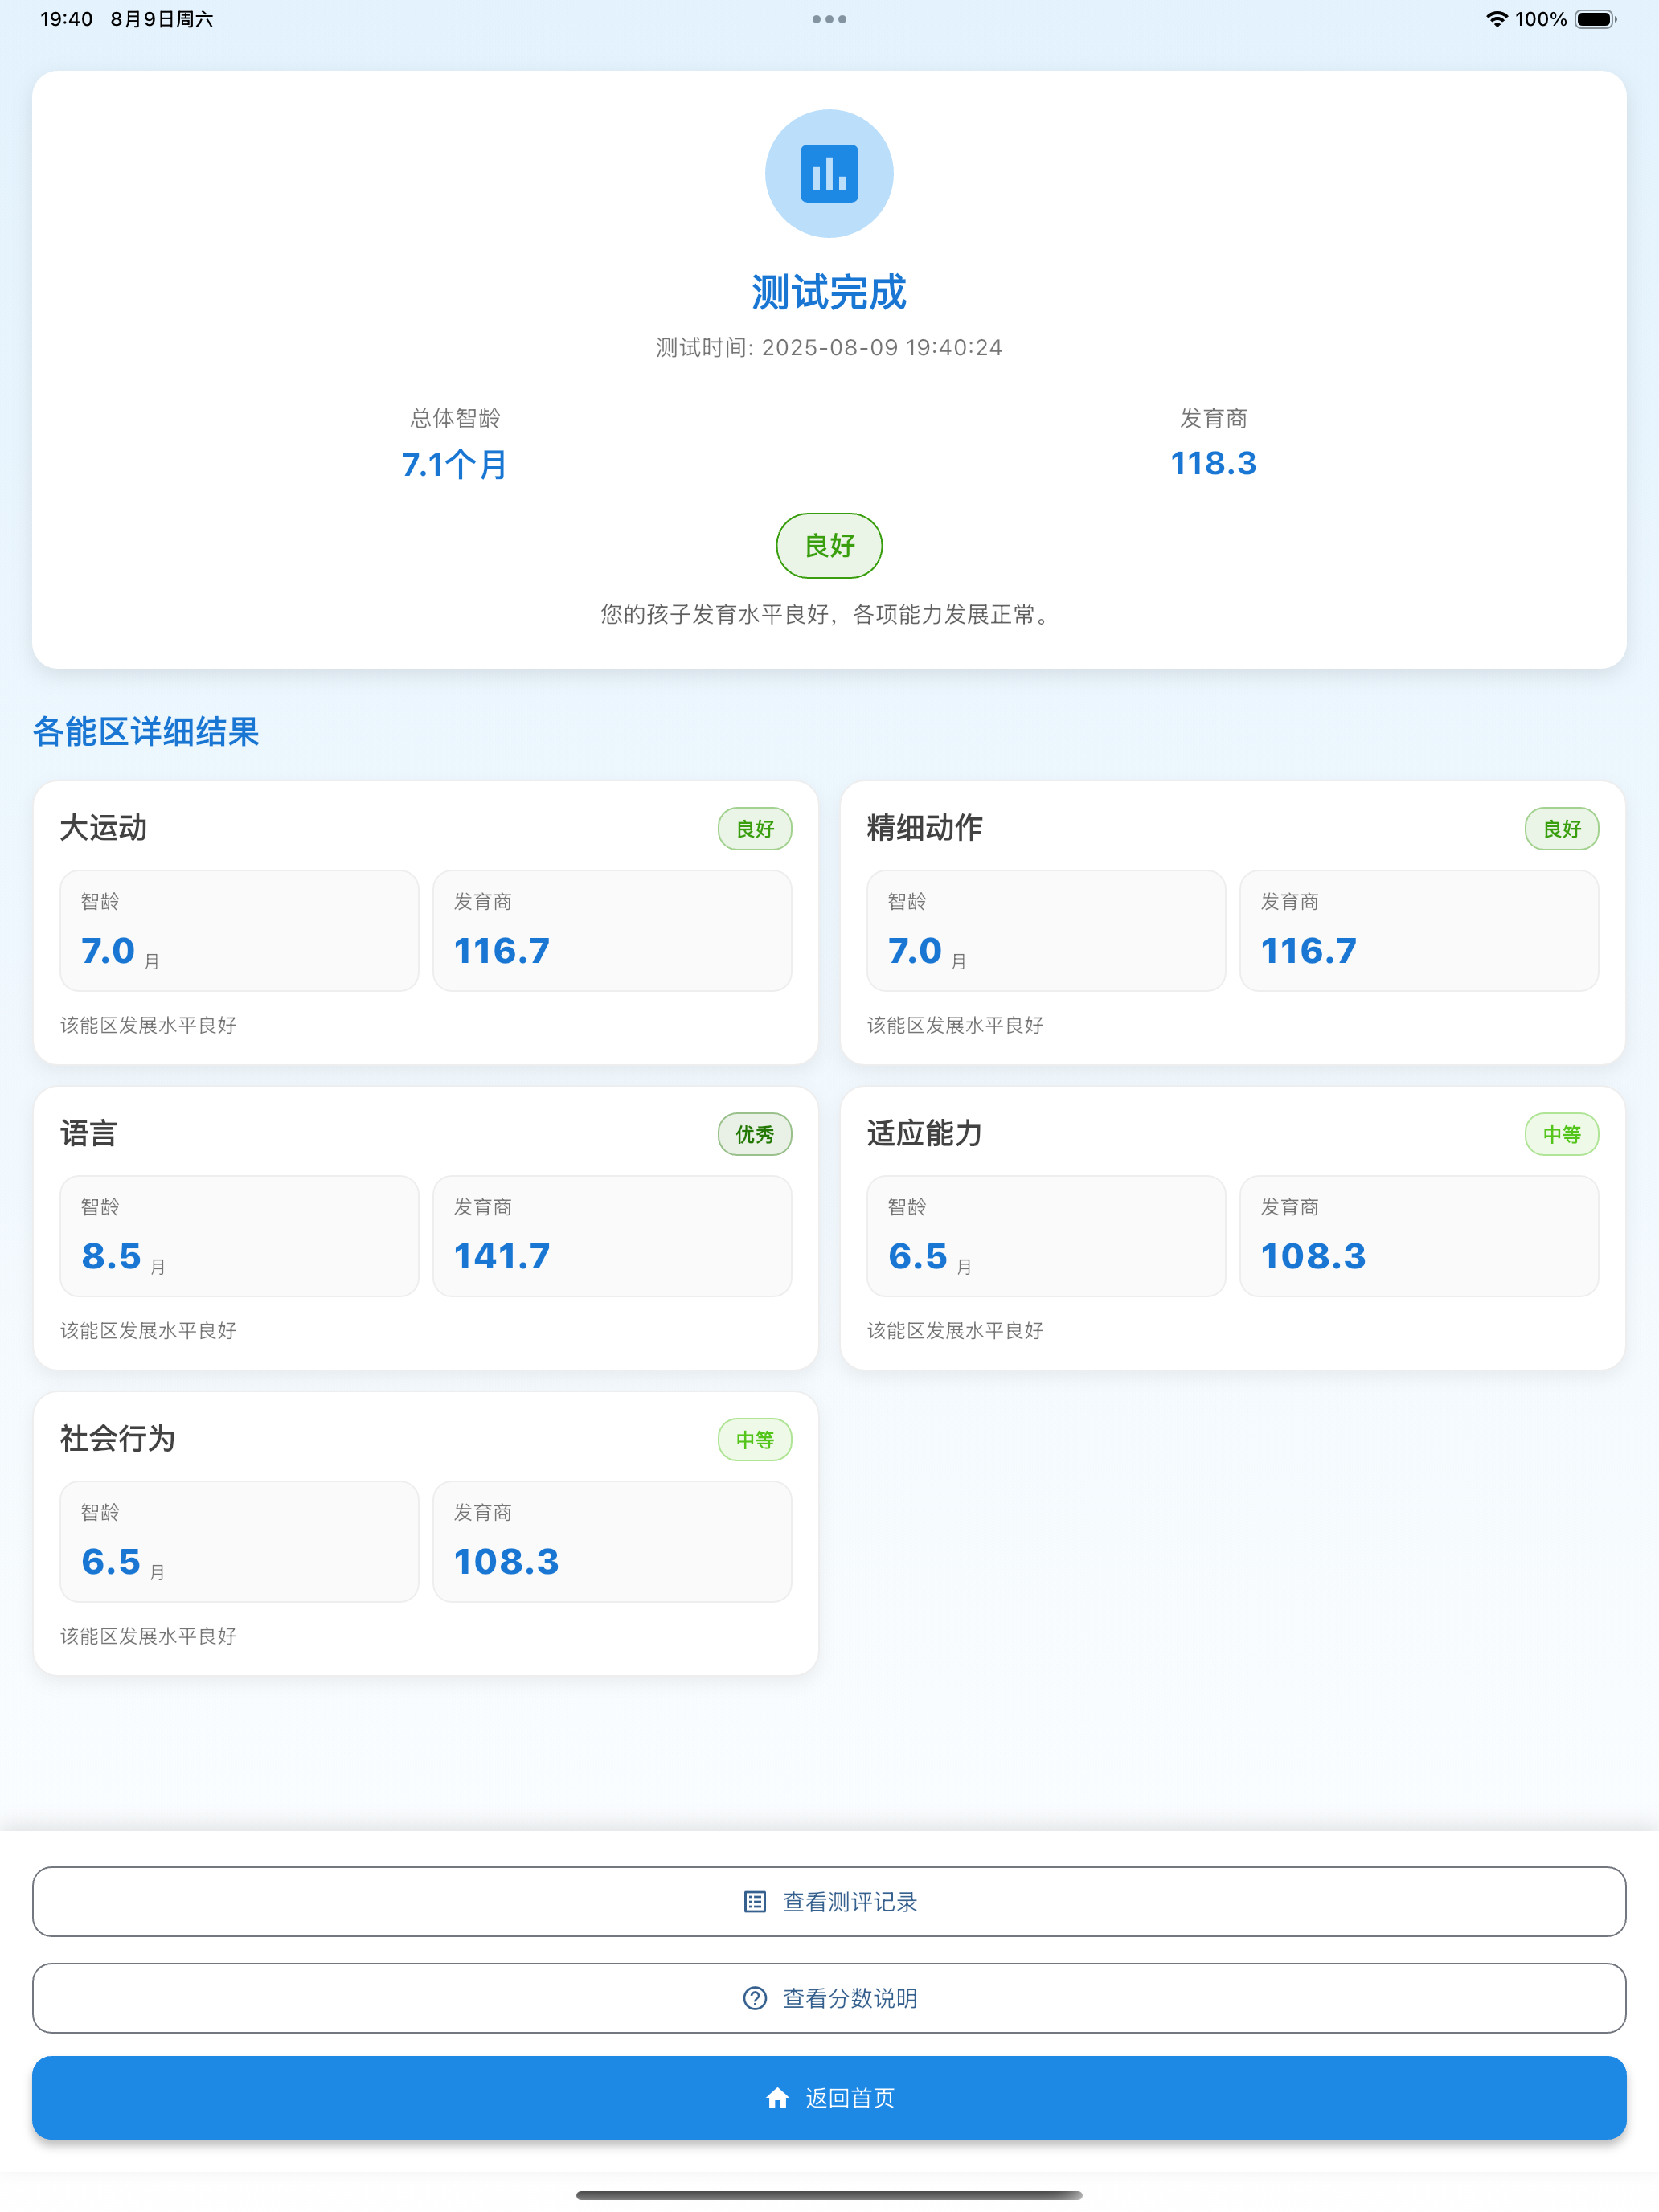 19:40 8月9日周六
100%
测试完成
测试时间: 2025-08-09 19:40:24
总体智龄 发育商
7.1个月 118.3
良好
您的孩子发育水平良好，各项能力发展正常。
各能区详细结果
大运动 良好
智龄 发育商
7.0 月 116.7
该能区发展水平良好
精细动作 良好
智龄 发育商
7.0 月 116.7
该能区发展水平良好
语言 优秀
智龄 发育商
8.5 月 141.7
该能区发展水平良好
适应能力 中等
智龄 发育商
6.5 月 108.3
该能区发展水平良好
社会行为 中等
智龄 发育商
6.5 月 108.3
该能区发展水平良好
查看测评记录
查看分数说明
返回首页